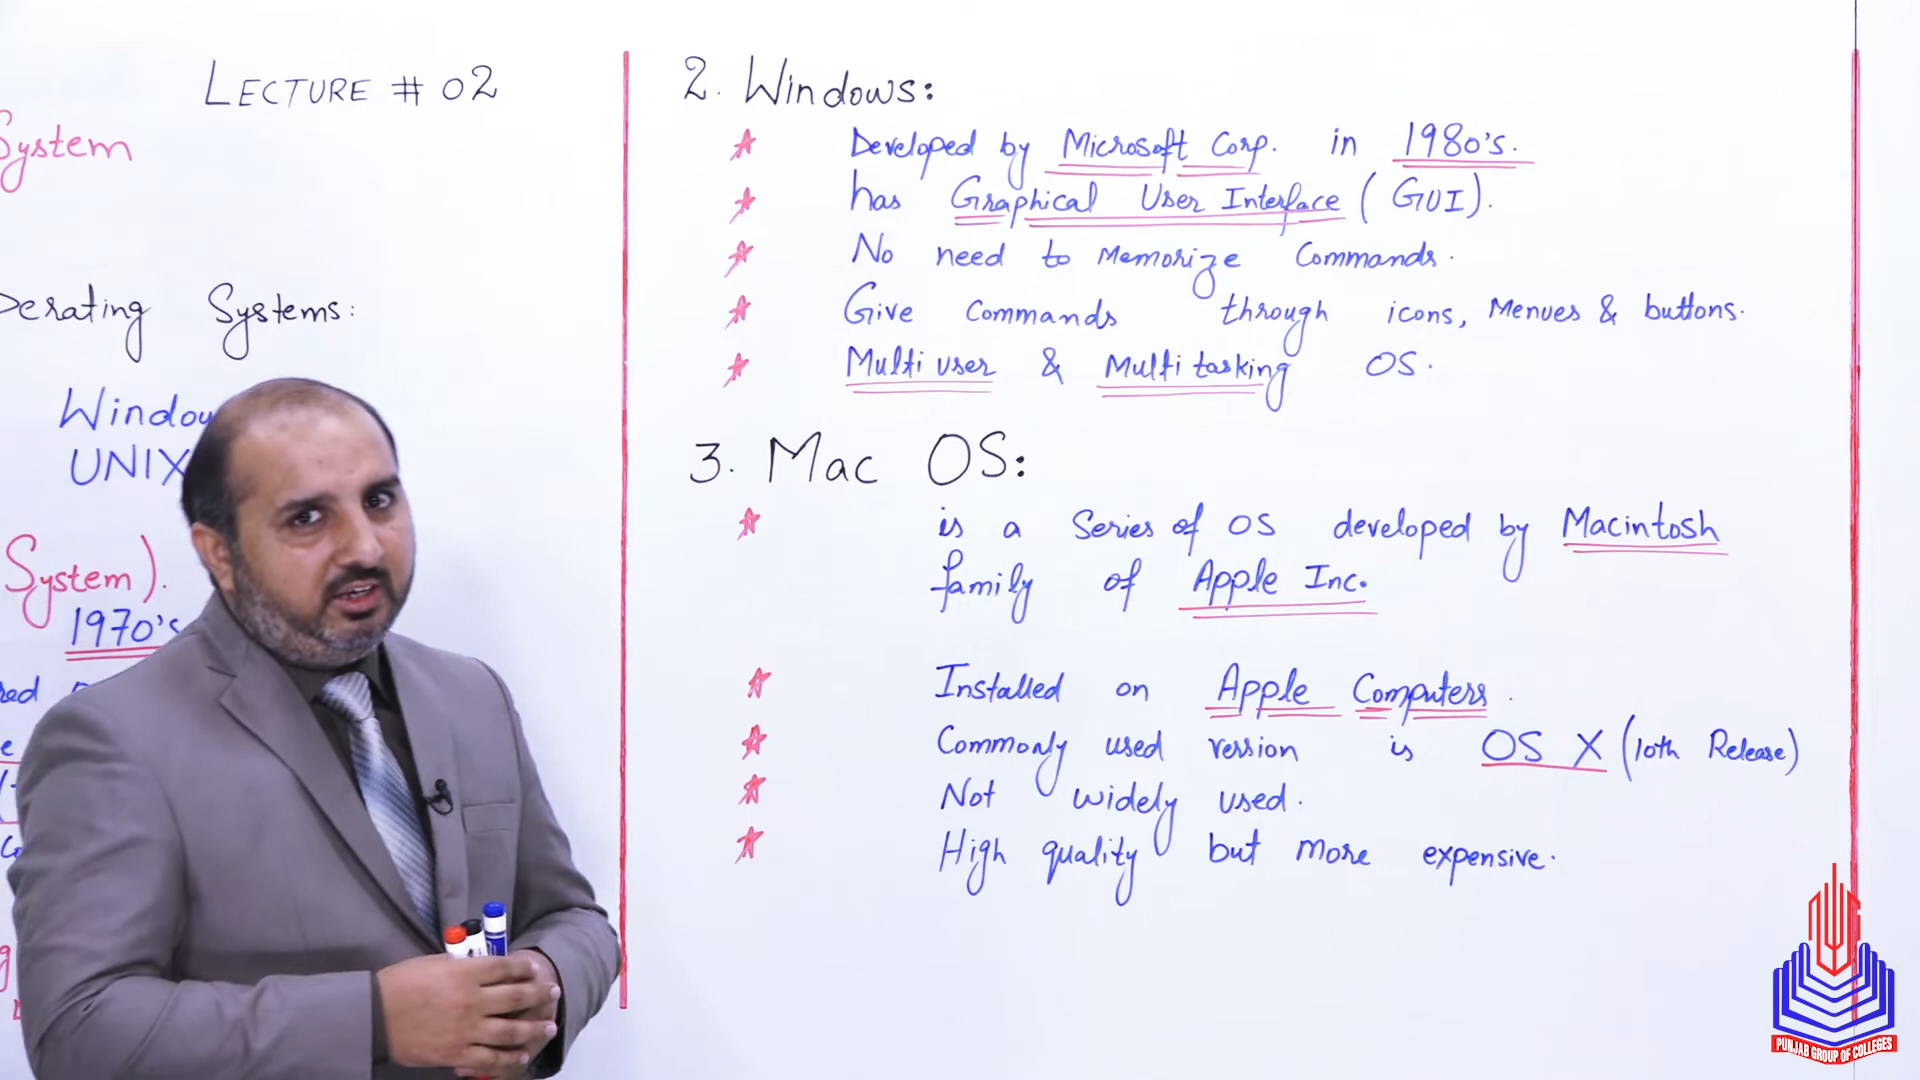 LECTURE # 02
System
Systems:
UNIX
System).
1970's
2. Windows:
Developed by Microsoft Corp. in 1980's.
has Graphical User Interface (GUI).
No need to Memorize Commands.
Give Commands through icons, Menues & buttons.
Multi user & Multi tasking OS.
3. Mac OS:
is a Series of OS developed by Macintosh
family of Apple Inc.
Installed on Apple Computers.
Commonly used version is OS X (10th Release)
Not widely used.
High quality but more expensive.
PUNJAB GROUP OF COLLEGES